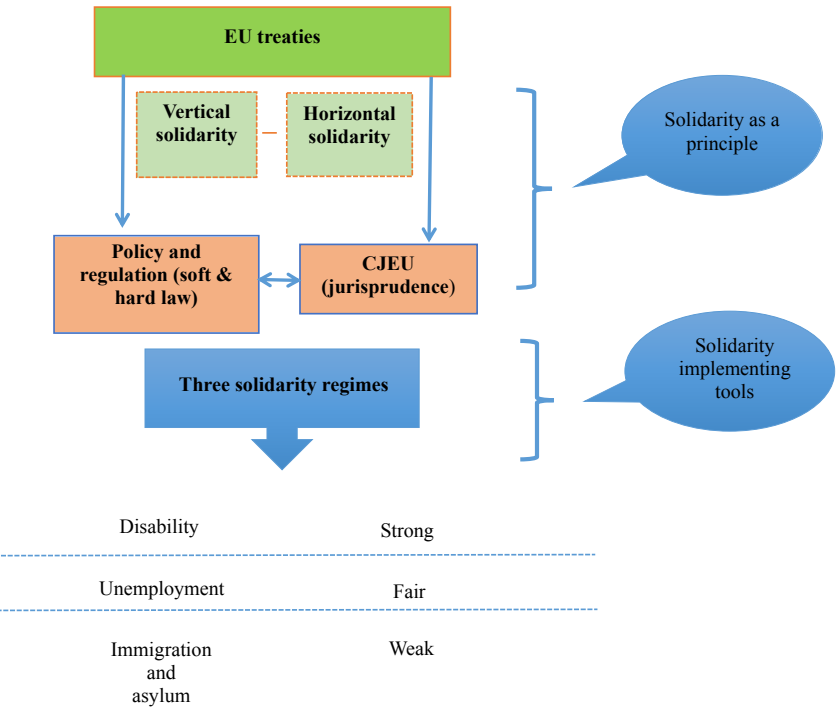 EU treaties
Vertical
solidarity
Horizontal
solidarity
Solidarity as a
principle
Policy and
regulation (soft &
hard law)
CJEU
(jurisprudence)
Solidarity
implementing
tools
Three solidarity regimes
Disability
Strong
Unemployment
Fair
Immigration
and
asylum
Weak